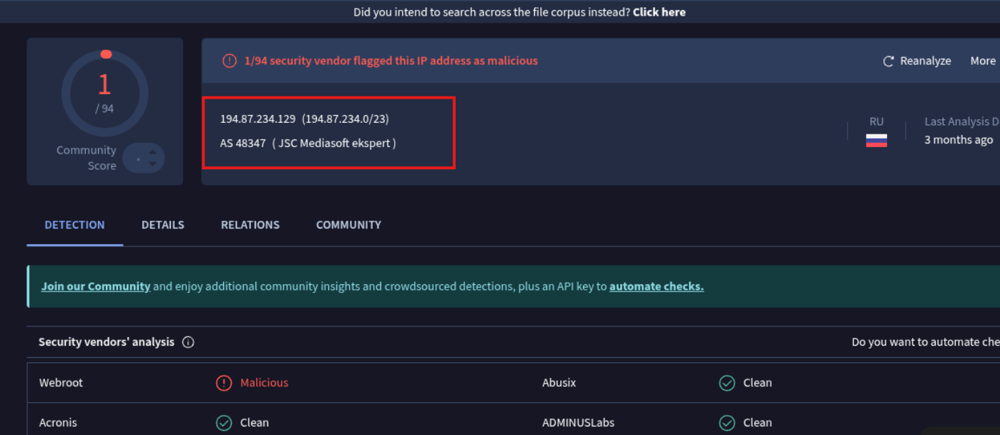 Did you intend to search across the file corpus instead? Click here
1
/ 94
Community
Score
1/94 security vendor flagged this IP address as malicious
Reanalyze
More
194.87.234.129 (194.87.234.0/23)
AS 48347 ( JSC Mediasoft ekspert )
RU
Last Analysis D
3 months ago
DETECTION
DETAILS
RELATIONS
COMMUNITY
Join our Community and enjoy additional community insights and crowdsourced detections, plus an API key to automate checks.
Security vendors' analysis
Do you want to automate che
Webroot
Malicious
Abusix
Clean
Acronis
Clean
ADMINUSLabs
Clean